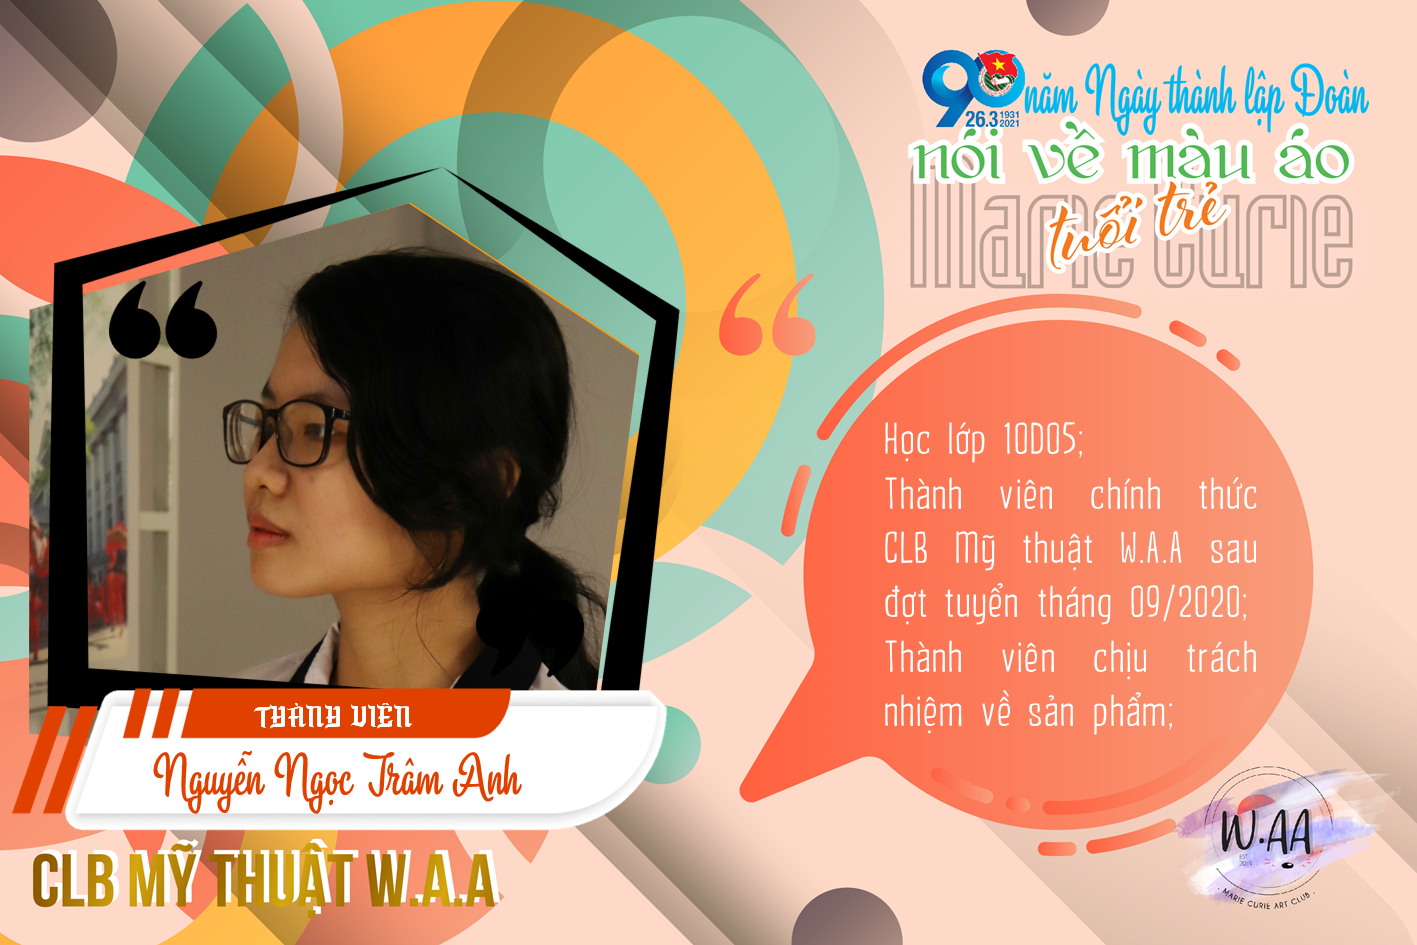 90 năm Ngày thành lập Đoàn
26.3 1931 2021
nói về màu áo
tuổi trẻ
Marie Curie
Học lớp 10D05;
Thành viên chính thức
CLB Mỹ thuật W.A.A sau
đợt tuyển tháng 09/2020;
Thành viên chịu trách
nhiệm về sản phẩm;
THÀNH VIÊN
Nguyễn Ngọc Trâm Anh
CLB MỸ THUẬT W.A.A
W.AA
MARIE CURIE ART CLUB